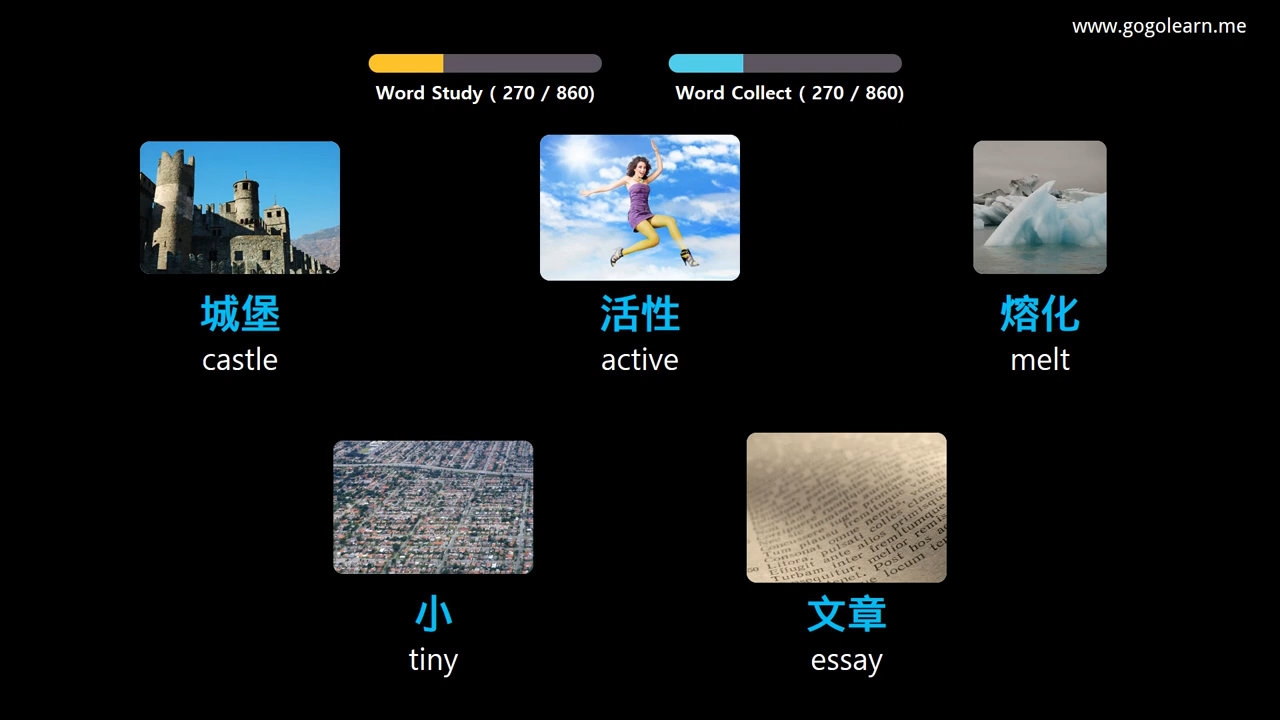 www.gogolearn.me
Word Study ( 270 / 860)
Word Collect ( 270 / 860)
城堡
castle
活性
active
熔化
melt
小
tiny
文章
essay